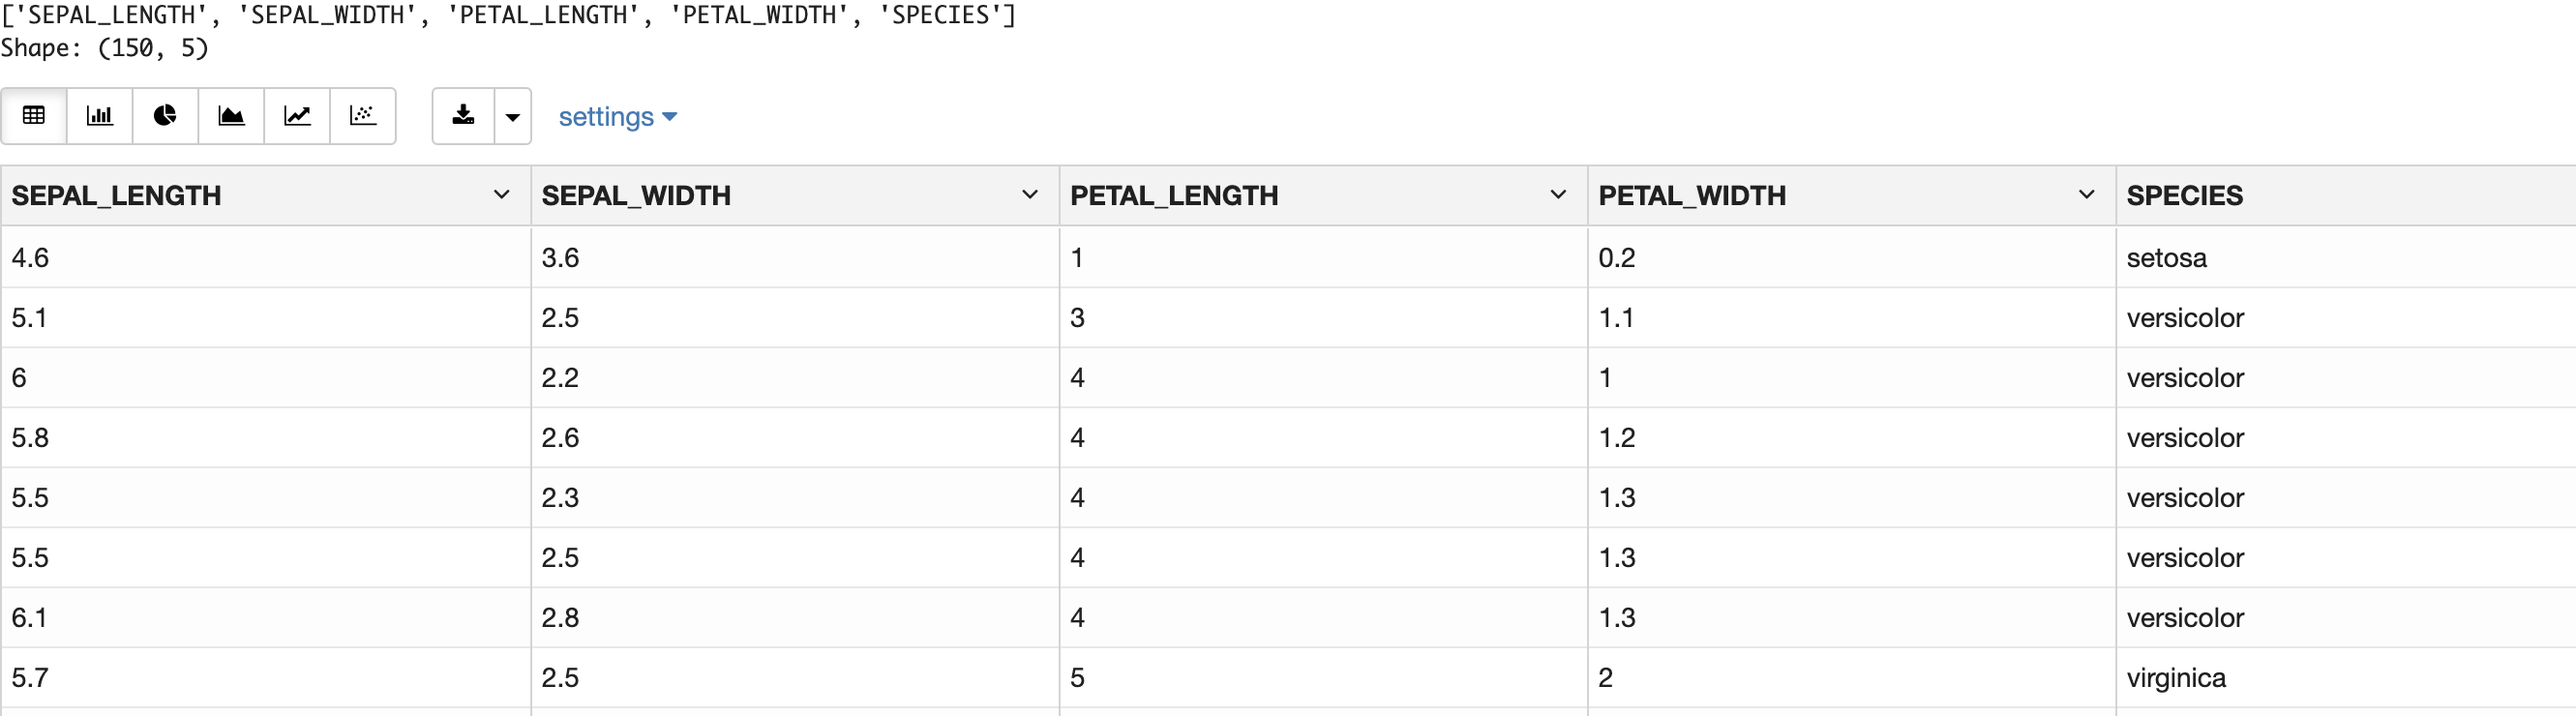 ['SEPAL_LENGTH', 'SEPAL_WIDTH', 'PETAL_LENGTH', 'PETAL_WIDTH', 'SPECIES']
Shape: (150, 5)
settings
SEPAL_LENGTH SEPAL_WIDTH PETAL_LENGTH PETAL_WIDTH SPECIES
4.6 3.6 1 0.2 setosa
5.1 2.5 3 1.1 versicolor
6 2.2 4 1 versicolor
5.8 2.6 4 1.2 versicolor
5.5 2.3 4 1.3 versicolor
5.5 2.5 4 1.3 versicolor
6.1 2.8 4 1.3 versicolor
5.7 2.5 5 2 virginica